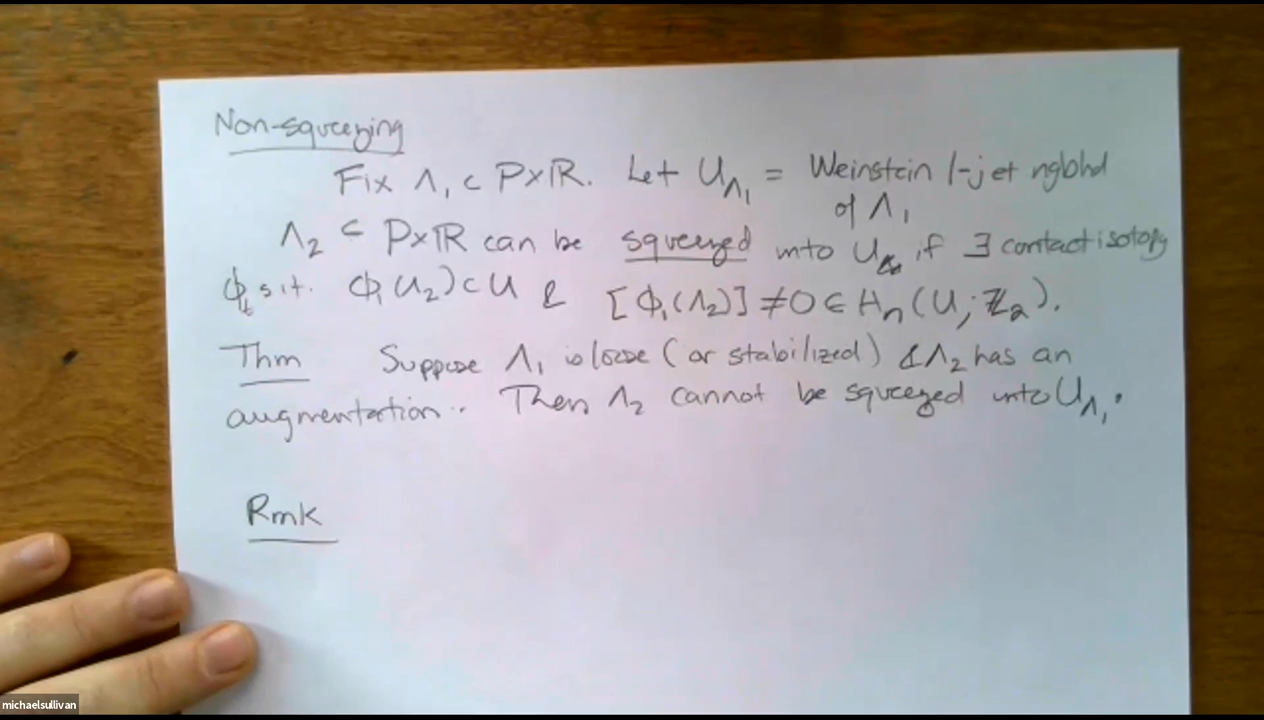 Non-squeezing
Fix Λ₁ ⊂ P×ℝ. Let U_Λ₁ = Weinstein 1-jet ngbhd
of Λ₁
Λ₂ ⊂ P×ℝ can be squeezed into U if ∃ contact isotopy
ϕₜ s.t. ϕ₁(Λ₂) ⊂ U & [ϕ₁(Λ₂)] ≠ 0 ∈ Hₙ(U; ℤ₂).
Thm Suppose Λ₁ is loose (or stabilized) & Λ₂ has an
augmentation. Then Λ₂ cannot be squeezed into U_Λ₁.
Rmk
michaelsullivan